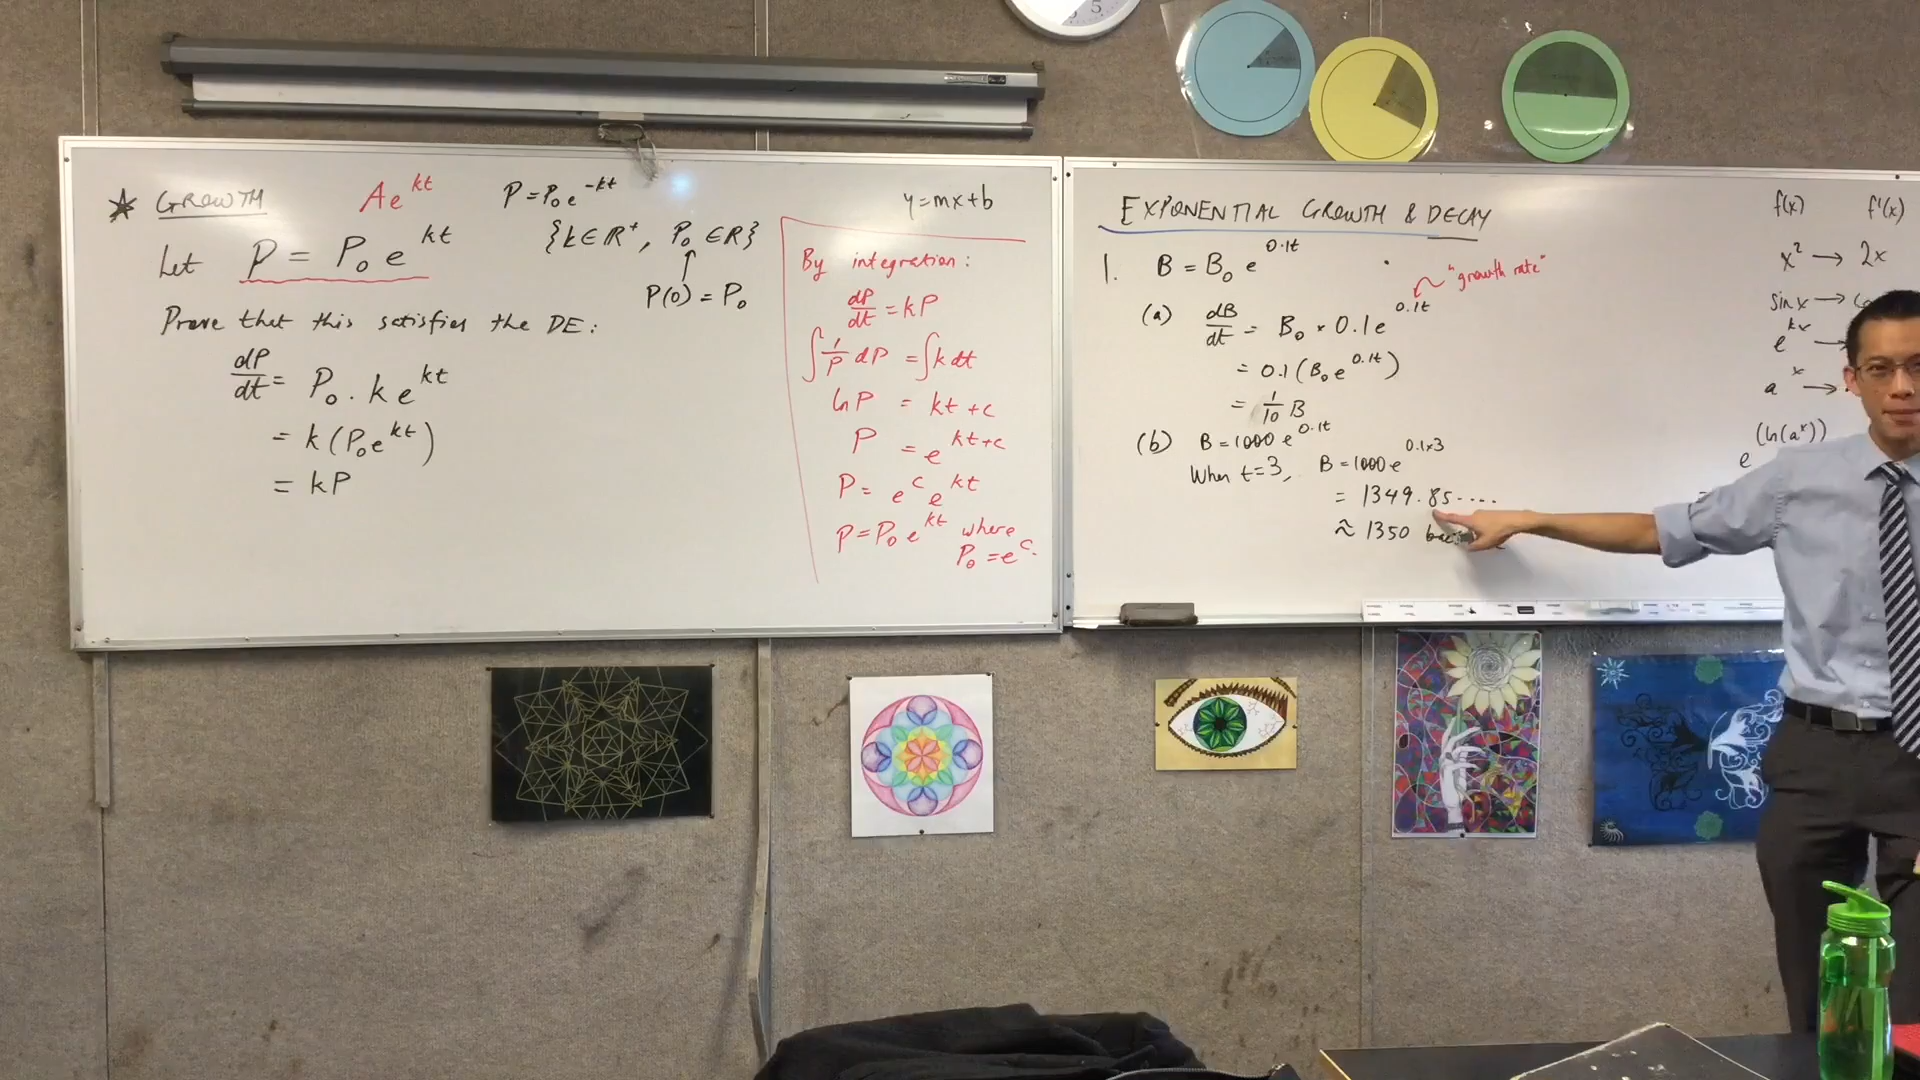 ★ GROWTH
Ae^kt
P = P₀e^-kt
y = mx+b
Let P = P₀e^kt
{k∈R⁺, P₀∈R}
↑
P(0) = P₀
Prove that this satisfies the DE:
dP/dt = P₀ . k e^kt
= k(P₀e^kt)
= kP
By integration:
dP/dt = kP
∫ 1/P dP = ∫ k dt
ln P = kt + c
P = e^kt+c
P = e^c e^kt
P = P₀e^kt where
P₀ = e^c.
EXPONENTIAL GROWTH & DECAY
1. B = B₀ e^0.1t
"growth rate"
(a) dB/dt = B₀ × 0.1e^0.1t
= 0.1(B₀e^0.1t)
= 1/10 B
(b) B = 1000 e^0.1t
When t = 3, B = 1000e^0.1×3
= 1349.85....
≈ 1350
f(x) f'(x)
x² → 2x
sin x →
e^kx →
a^x →
(ln(a^x))
e
5